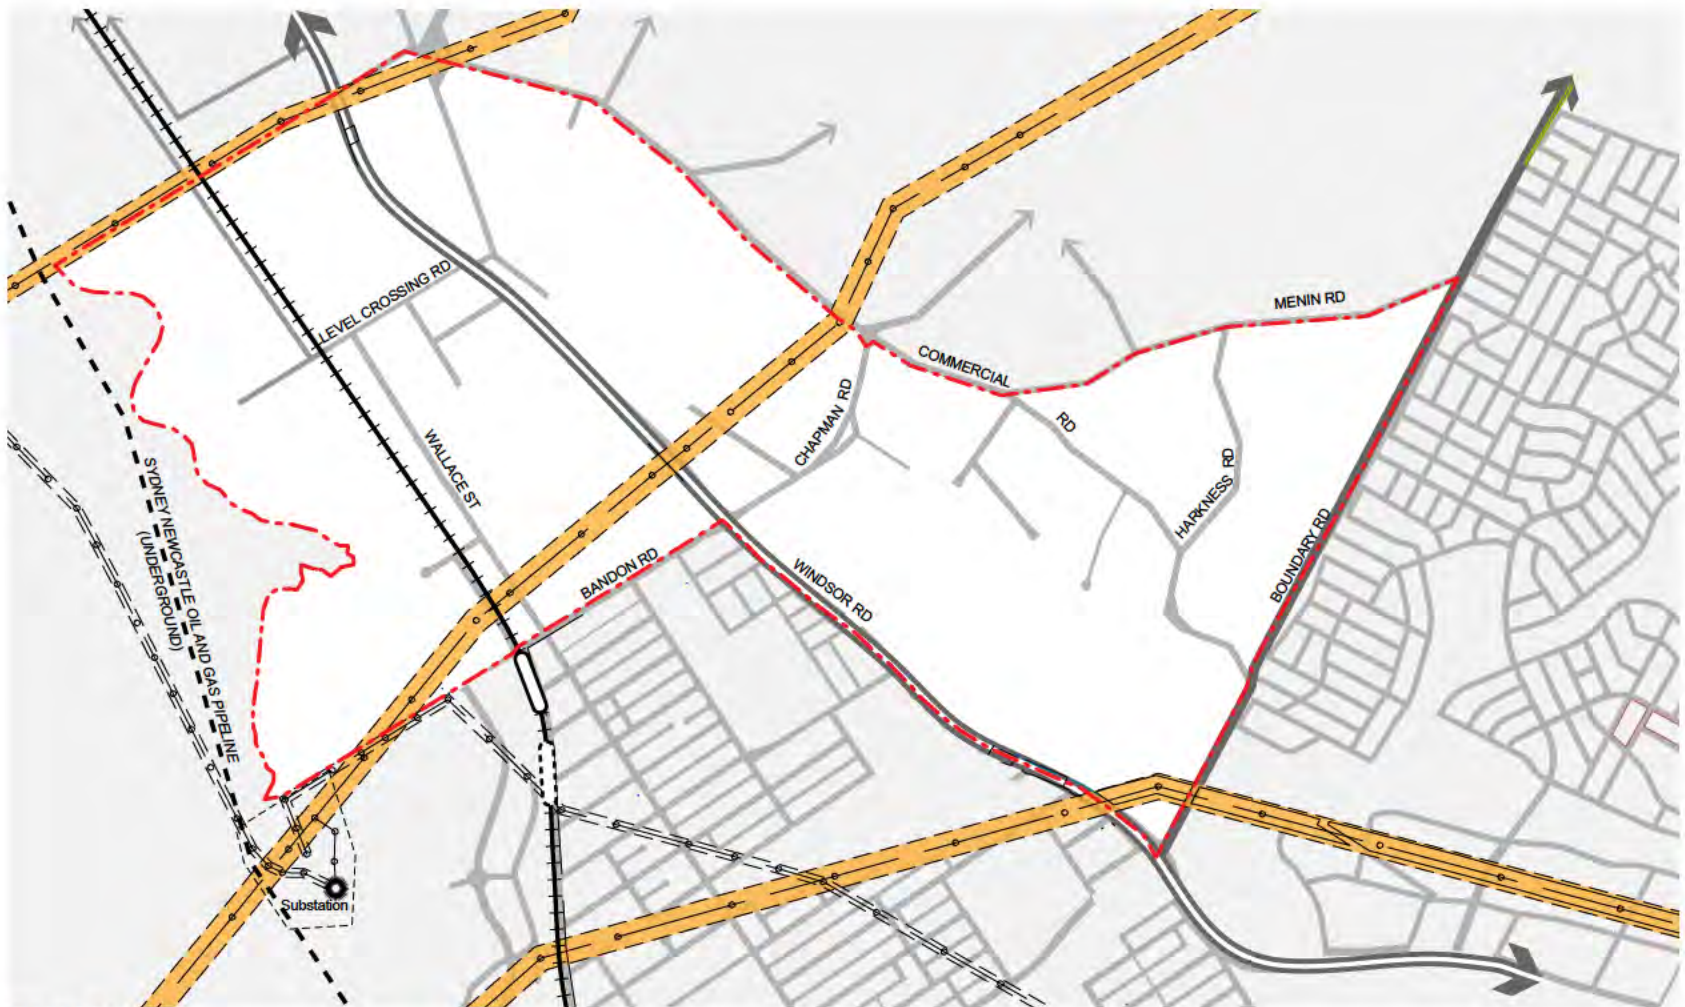 LEVEL CROSSING RD
MENIN RD
COMMERCIAL
RD
CHAPMAN RD
WALLACE ST
HARKNESS RD
BOUNDARY RD
SYDNEY NEWCASTLE OIL AND GAS PIPELINE
(UNDERGROUND)
BANDON RD
WINDSOR RD
Substation